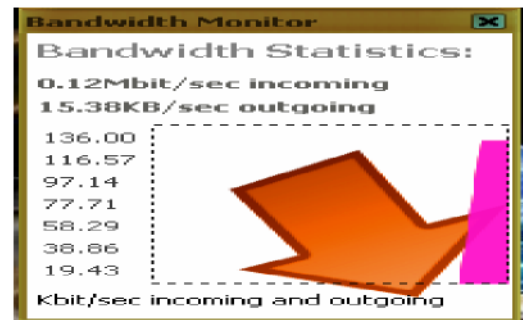 Bandwidth Monitor
Bandwidth Statistics:
0.12Mbit/sec incoming
15.38KB/sec outgoing
136.00
116.57
97.14
77.71
58.29
38.86
19.43
Kbit/sec incoming and outgoing